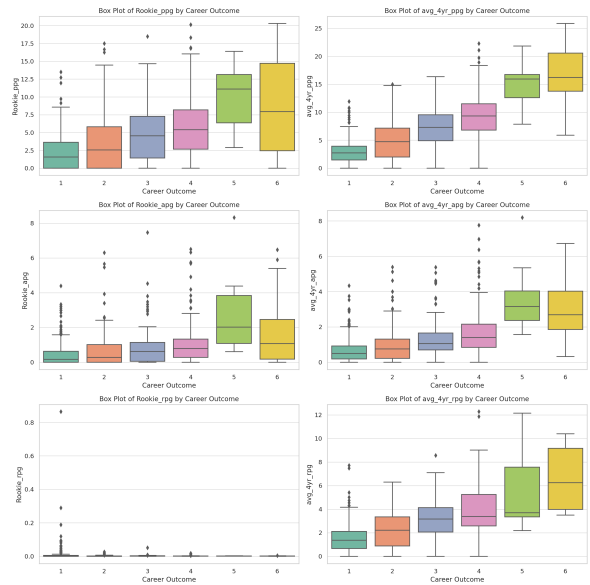 Box Plot of Rookie_ppg by Career Outcome
Rookie_ppg
20.0
17.5
15.0
12.5
10.0
7.5
5.0
2.5
0.0
1 2 3 4 5 6
Career Outcome
Box Plot of avg_4yr_ppg by Career Outcome
avg_4yr_ppg
25
20
15
10
5
0
1 2 3 4 5 6
Career Outcome
Box Plot of Rookie_apg by Career Outcome
Rookie_apg
8
6
4
2
0
1 2 3 4 5 6
Career Outcome
Box Plot of avg_4yr_apg by Career Outcome
avg_4yr_apg
8
6
4
2
0
1 2 3 4 5 6
Career Outcome
Box Plot of Rookie_rpg by Career Outcome
Rookie_rpg
0.8
0.6
0.4
0.2
0.0
1 2 3 4 5 6
Career Outcome
Box Plot of avg_4yr_rpg by Career Outcome
avg_4yr_rpg
12
10
8
6
4
2
0
1 2 3 4 5 6
Career Outcome